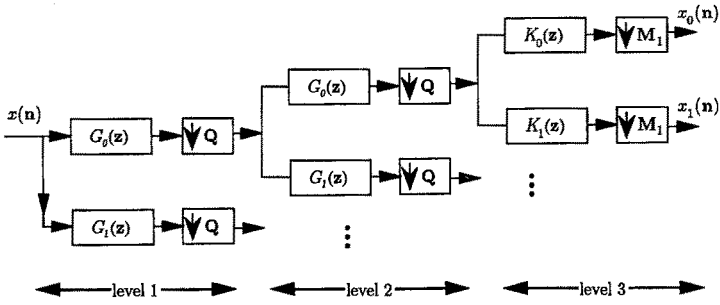 x₀(n)
K₀(z) M₁
G₀(z) Q
x₁(n)
x(n)
K₁(z) M₁
G₀(z) Q
G₁(z) Q
G₁(z) Q
level 1 level 2 level 3